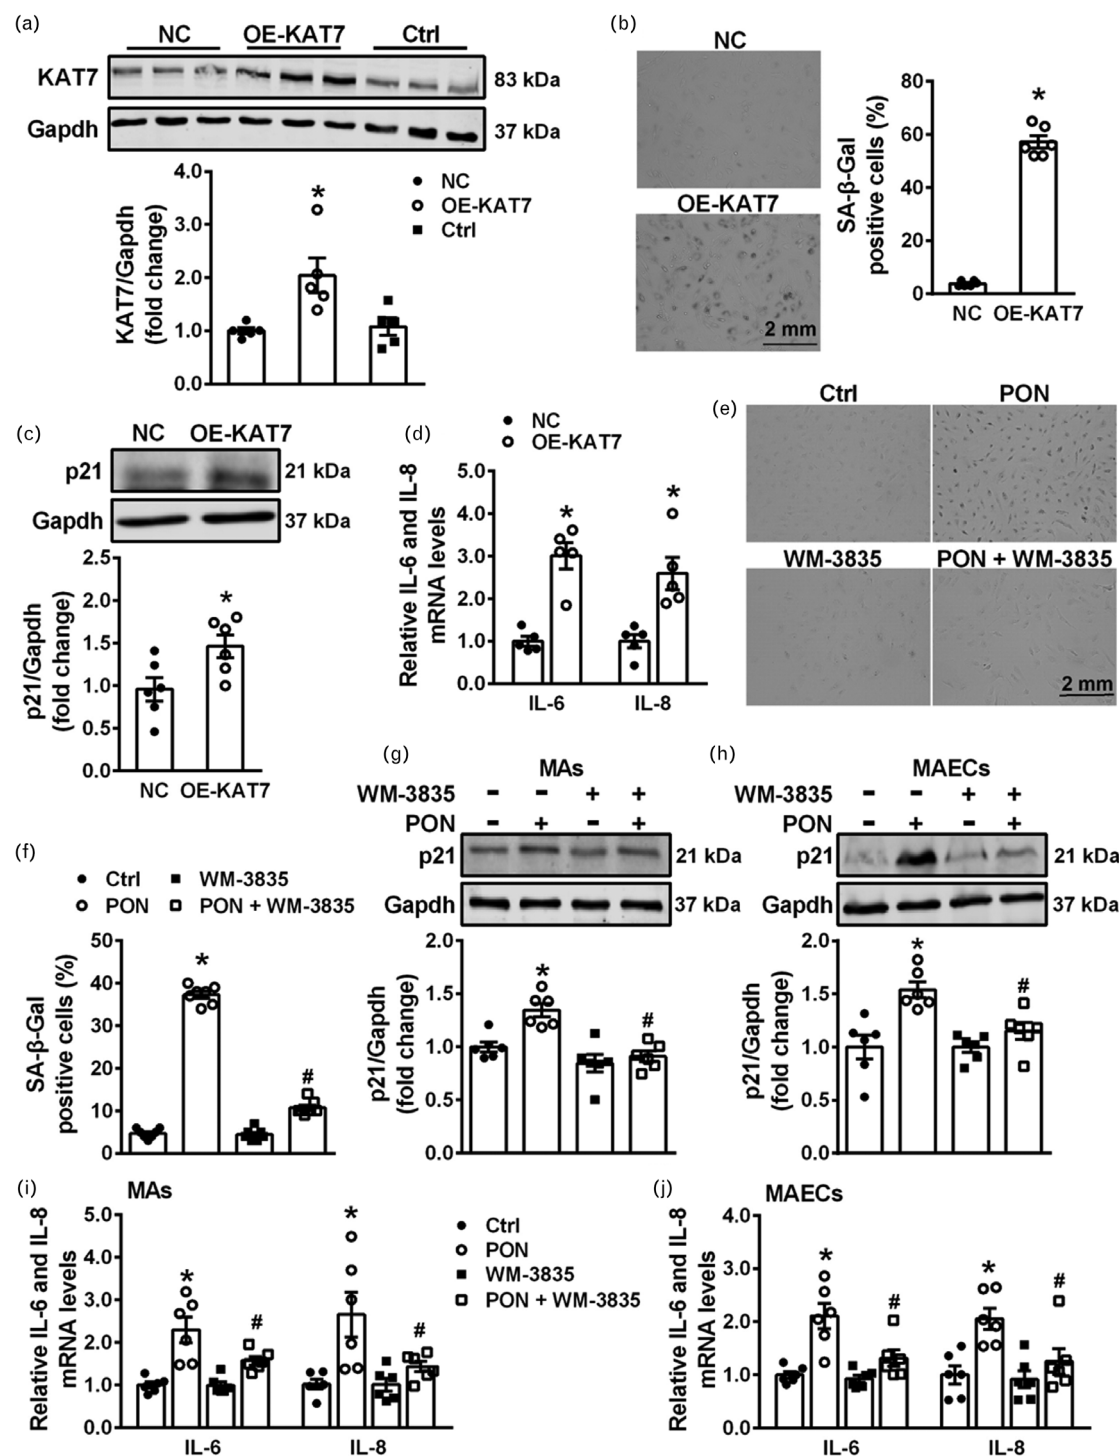 (a)
NC OE-KAT7 Ctrl
KAT7 83 kDa
Gapdh 37 kDa
KAT7/Gapdh
(fold change)
4.0
3.0
2.0
1.0
0.0
*
NC
OE-KAT7
Ctrl
(b)
NC
OE-KAT7
2 mm
SA-β-Gal
positive cells (%)
80
60
40
20
0
*
NC OE-KAT7
(c)
NC OE-KAT7
p21 21 kDa
Gapdh 37 kDa
p21/Gapdh
(fold change)
2.5
2.0
1.5
1.0
0.5
0.0
*
NC OE-KAT7
(d)
NC
OE-KAT7
Relative IL-6 and IL-8
mRNA levels
5.0
4.0
3.0
2.0
1.0
0.0
* *
IL-6 IL-8
(e)
Ctrl PON
WM-3835 PON + WM-3835
2 mm
(f)
Ctrl WM-3835
PON PON + WM-3835
SA-β-Gal
positive cells (%)
50
40
30
20
10
0
* #
(g)
MAs
WM-3835 - - + +
PON - + - +
p21 21 kDa
Gapdh 37 kDa
p21/Gapdh
(fold change)
2.0
1.5
1.0
0.5
0.0
* #
(h)
MAECs
WM-3835 - - + +
PON - + - +
p21 21 kDa
Gapdh 37 kDa
p21/Gapdh
(fold change)
2.0
1.5
1.0
0.5
0.0
* #
(i)
MAs
Relative IL-6 and IL-8
mRNA levels
5.0
4.0
3.0
2.0
1.0
0.0
* # * #
IL-6 IL-8
Ctrl
PON
WM-3835
PON + WM-3835
(j)
MAECs
Relative IL-6 and IL-8
mRNA levels
4.0
3.0
2.0
1.0
0.0
* # * #
IL-6 IL-8